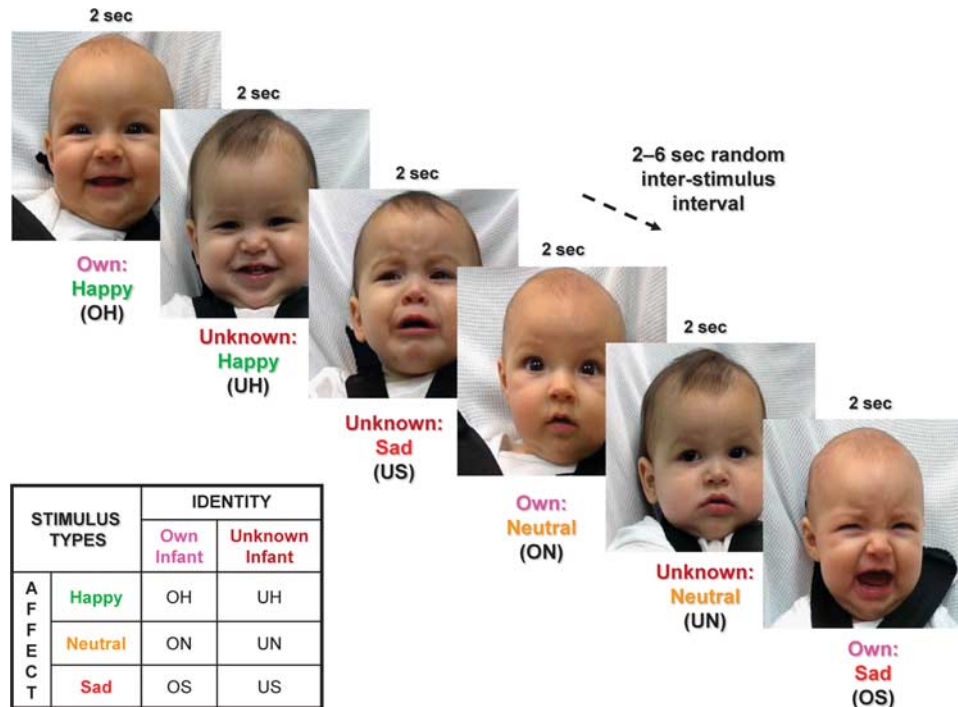 2 sec
Own:
Happy
(OH)
2 sec
Unknown:
Happy
(UH)
2 sec
Unknown:
Sad
(US)
2 sec
Own:
Neutral
(ON)
2 sec
Unknown:
Neutral
(UN)
2 sec
Own:
Sad
(OS)
2–6 sec random
inter-stimulus
interval
STIMULUS
TYPES
IDENTITY
Own
Infant
Unknown
Infant
AFFECT
Happy OH UH
Neutral ON UN
Sad OS US